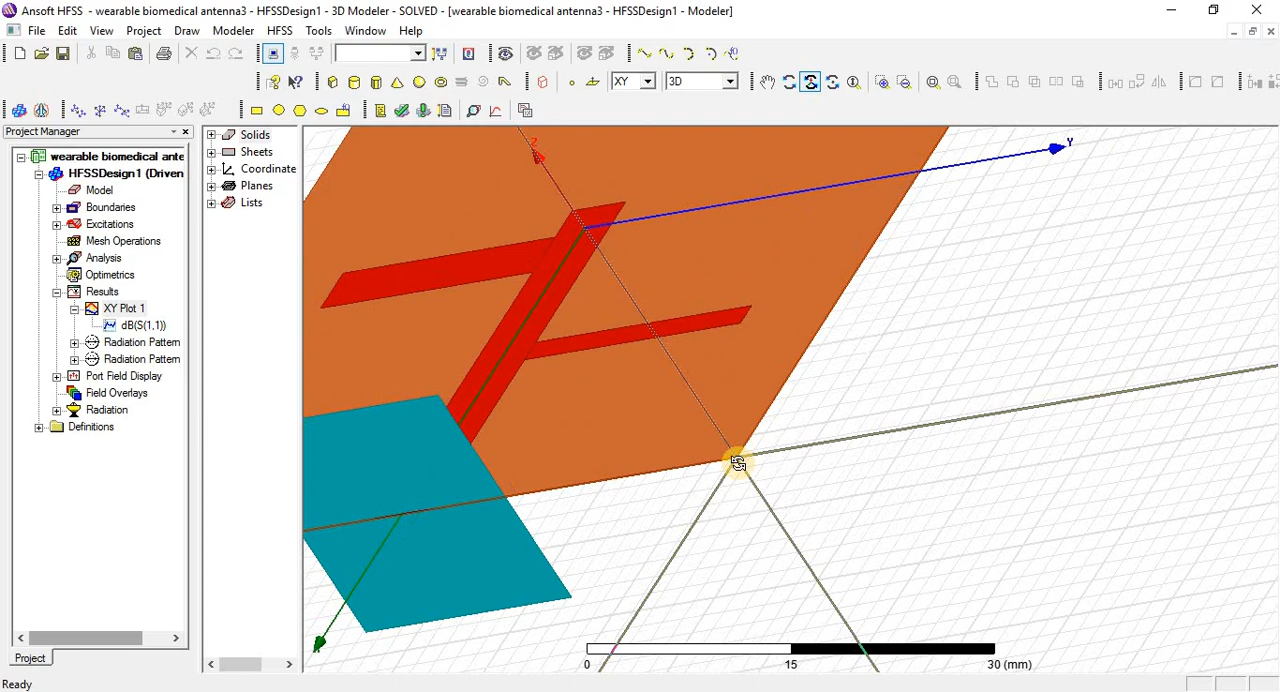 Ansoft HFSS - wearable biomedical antenna3 - HFSSDesign1 - 3D Modeler - SOLVED - [wearable biomedical antenna3 - HFSSDesign1 - Modeler]
File Edit View Project Draw Modeler HFSS Tools Window Help
XY 3D
Project Manager
wearable biomedical ante
HFSSDesign1 (Driven
Model
Boundaries
Excitations
Mesh Operations
Analysis
Optimetrics
Results
XY Plot 1
dB(S(1,1))
Radiation Pattern
Radiation Pattern
Port Field Display
Field Overlays
Radiation
Definitions
Project
Solids
Sheets
Coordinate
Planes
Lists
Z
Y
0 15 30 (mm)
Ready